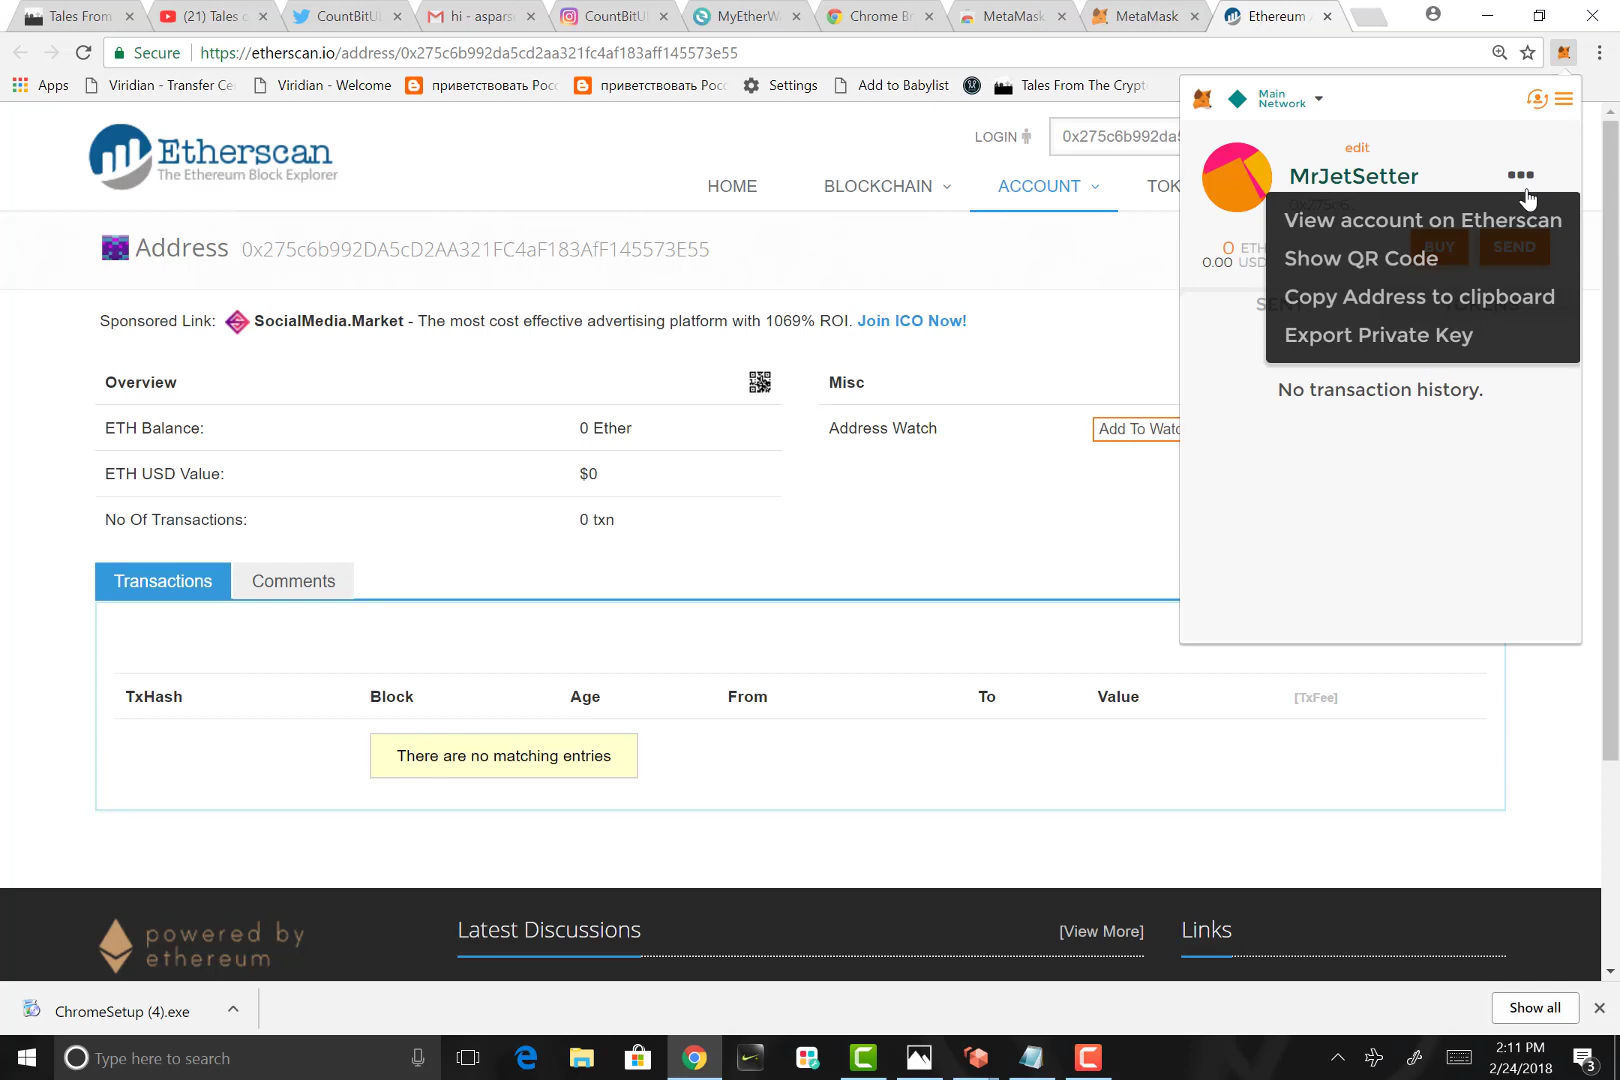 Tales From
(21) Tales c
CountBitU
hi - aspars
CountBitU
MyEtherW
Chrome B
MetaMask
MetaMask
Ethereum
Secure
https://etherscan.io/address/0x275c6b992da5cd2aa321fc4af183aff145573e55
Apps
Viridian - Transfer Ce
Viridian - Welcome
приветствовать Росс
приветствовать Росс
Settings
Add to Babylist
Tales From The Crypt
Etherscan
The Ethereum Block Explorer
LOGIN
0x275c6b992da5
HOME
BLOCKCHAIN
ACCOUNT
TOK
Address 0x275c6b992DA5cD2AA321FC4aF183AfF145573E55
Sponsored Link: SocialMedia.Market - The most cost effective advertising platform with 1069% ROI. Join ICO Now!
Overview
ETH Balance: 0 Ether
ETH USD Value: $0
No Of Transactions: 0 txn
Misc
Address Watch
Add To Watc
Main
Network
edit
MrJetSetter
0x275c6...
0 ETH
0.00 USD
BUY
SEND
View account on Etherscan
Show QR Code
Copy Address to clipboard
Export Private Key
SENT
TOKENS
No transaction history.
Transactions
Comments
TxHash Block Age From To Value [TxFee]
There are no matching entries
powered by
ethereum
Latest Discussions
[View More]
Links
ChromeSetup (4).exe
Show all
Type here to search
2:11 PM
2/24/2018
3